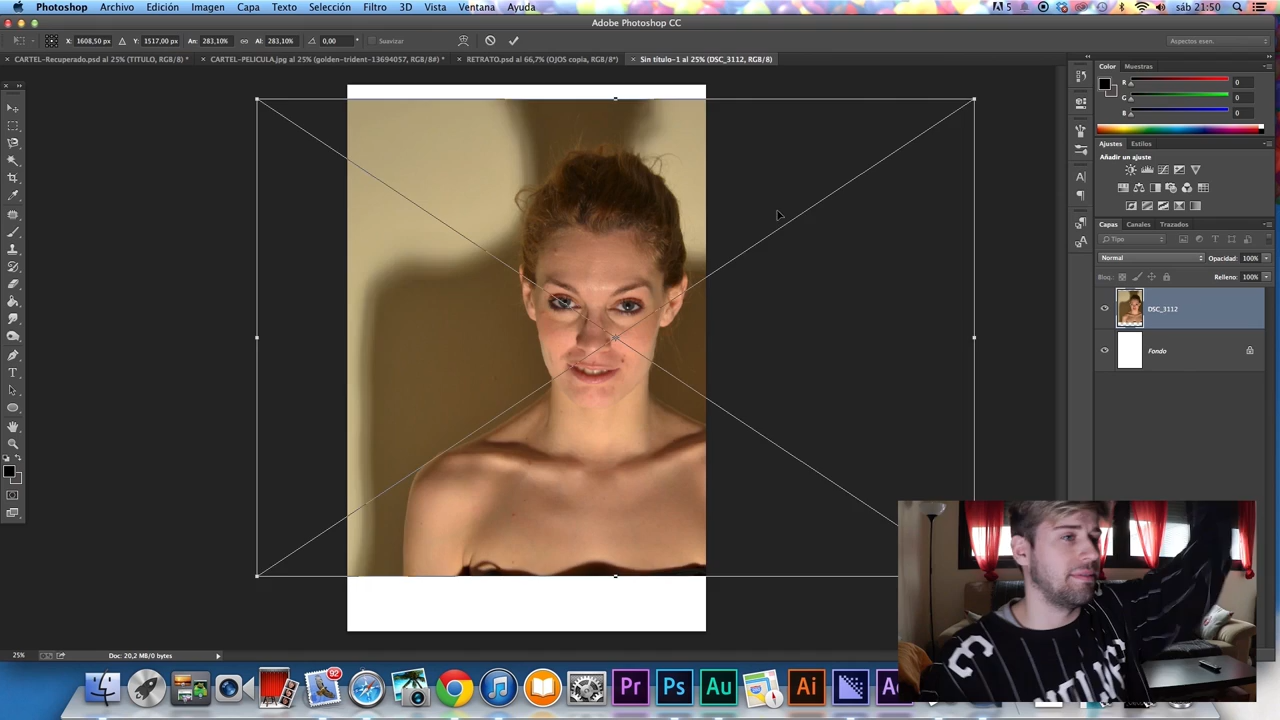 Photoshop Archivo Edición Imagen Capa Texto Selección Filtro 3D Vista Ventana Ayuda 5 sáb 21:50
Adobe Photoshop CC
X: 1608,50 px Y: 1517,00 px An: 283,10% Al: 283,10% 0,00 ° Suavizar Aspectos esen.
× CARTEL-Recuperado.psd al 25% (TITULO, RGB/8) * × CARTEL-PELICULA.jpg al 25% (golden-trident-13694057, RGB/8#) * × RETRATO.psd al 66,7% (OJOS copia, RGB/8*) × Sin título-1 al 25% (DSC_3112, RGB/8)
Color Muestras
R 0
G 0
B 0
Ajustes Estilos
Añadir un ajuste
Capas Canales Trazados
Tipo
Normal Opacidad: 100%
Bloq.: Relleno: 100%
DSC_3112
Fondo
25% Doc: 20,2 MB/0 bytes
92
Pr Ps Au Ai